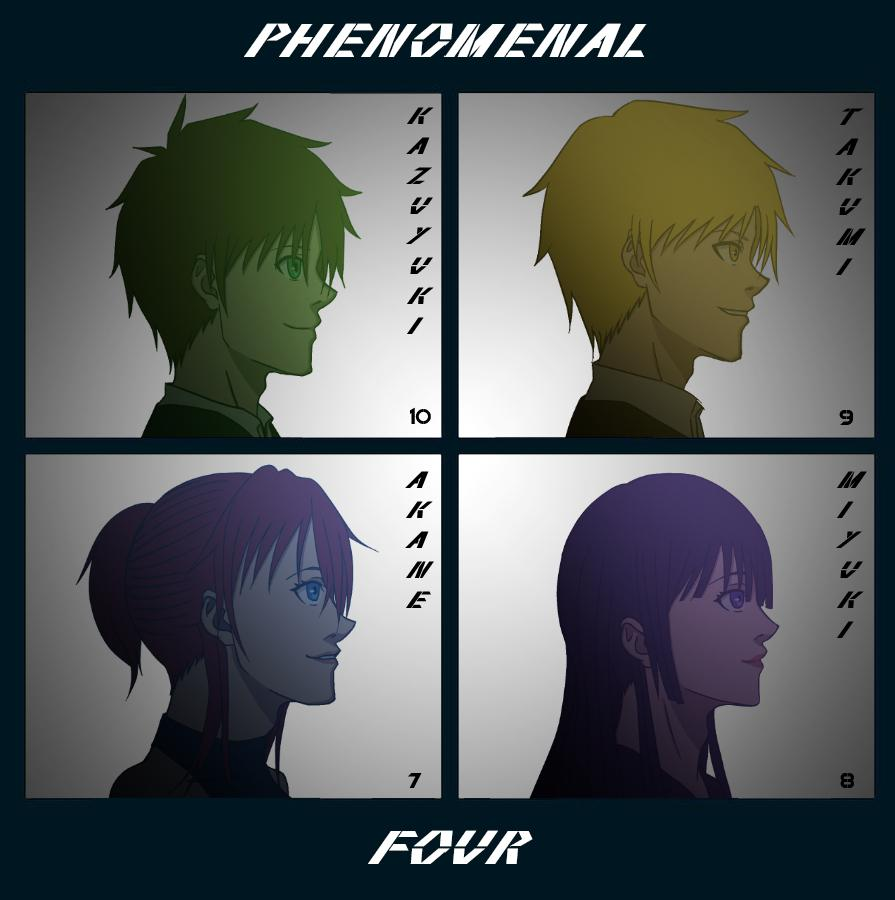 PHENOMENAL
KAZUYUKI
10
TAKUMI
9
AKANE
7
MIYUKI
8
FOUR